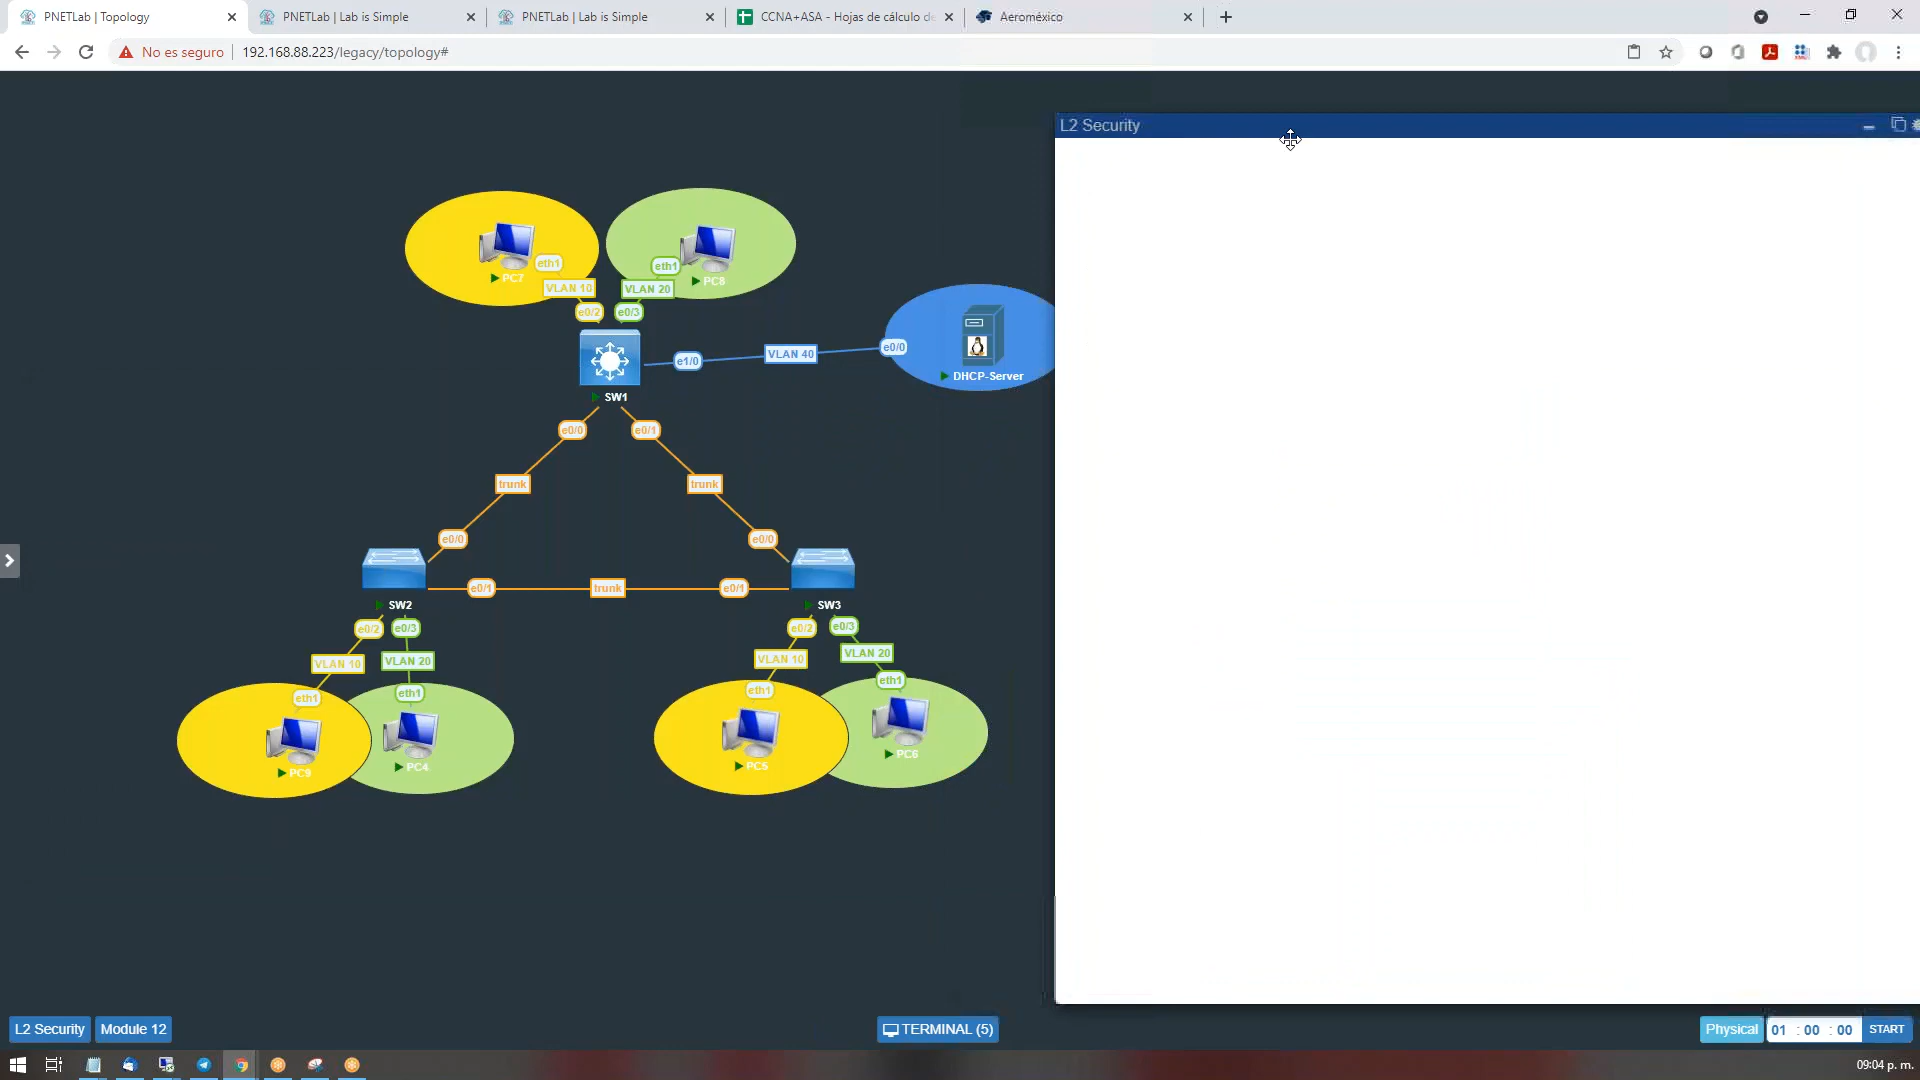 PNETLab | Topology
PNETLab | Lab is Simple
PNETLab | Lab is Simple
CCNA+ASA - Hojas de cálculo de
Aeroméxico
No es seguro
192.168.88.223/legacy/topology#
L2 Security
eth1
PC7
VLAN 10
e0/2
eth1
PC8
VLAN 20
e0/3
SW1
e1/0
VLAN 40
e0/0
DHCP-Server
e0/0
e0/1
trunk
trunk
e0/0
e0/0
SW2
e0/1
trunk
e0/1
SW3
e0/2
e0/3
VLAN 10
VLAN 20
eth1
eth1
PC9
PC4
e0/2
e0/3
VLAN 10
VLAN 20
eth1
eth1
PC5
PC6
L2 Security
Module 12
TERMINAL (5)
Physical
01 : 00 : 00
START
09:04 p. m.